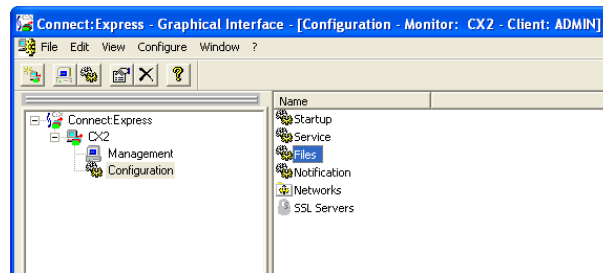 Connect:Express - Graphical Interface - [Configuration - Monitor: CX2 - Client: ADMIN]
File Edit View Configure Window ?
Name
Connect:Express
CX2
Management
Configuration
Startup
Service
Files
Notification
Networks
SSL Servers